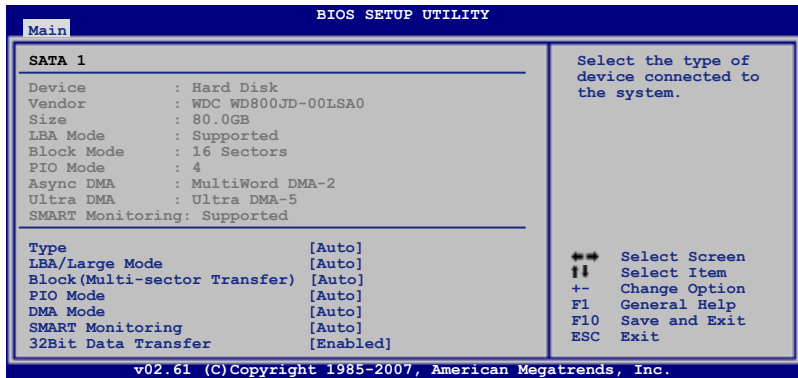 BIOS SETUP UTILITY
Main
SATA 1
Device : Hard Disk
Vendor : WDC WD800JD-00LSA0
Size : 80.0GB
LBA Mode : Supported
Block Mode : 16 Sectors
PIO Mode : 4
Async DMA : MultiWord DMA-2
Ultra DMA : Ultra DMA-5
SMART Monitoring: Supported
Type [Auto]
LBA/Large Mode [Auto]
Block(Multi-sector Transfer) [Auto]
PIO Mode [Auto]
DMA Mode [Auto]
SMART Monitoring [Auto]
32Bit Data Transfer [Enabled]
Select the type of
device connected to
the system.
Select Screen
Select Item
+- Change Option
F1 General Help
F10 Save and Exit
ESC Exit
v02.61 (C)Copyright 1985-2007, American Megatrends, Inc.